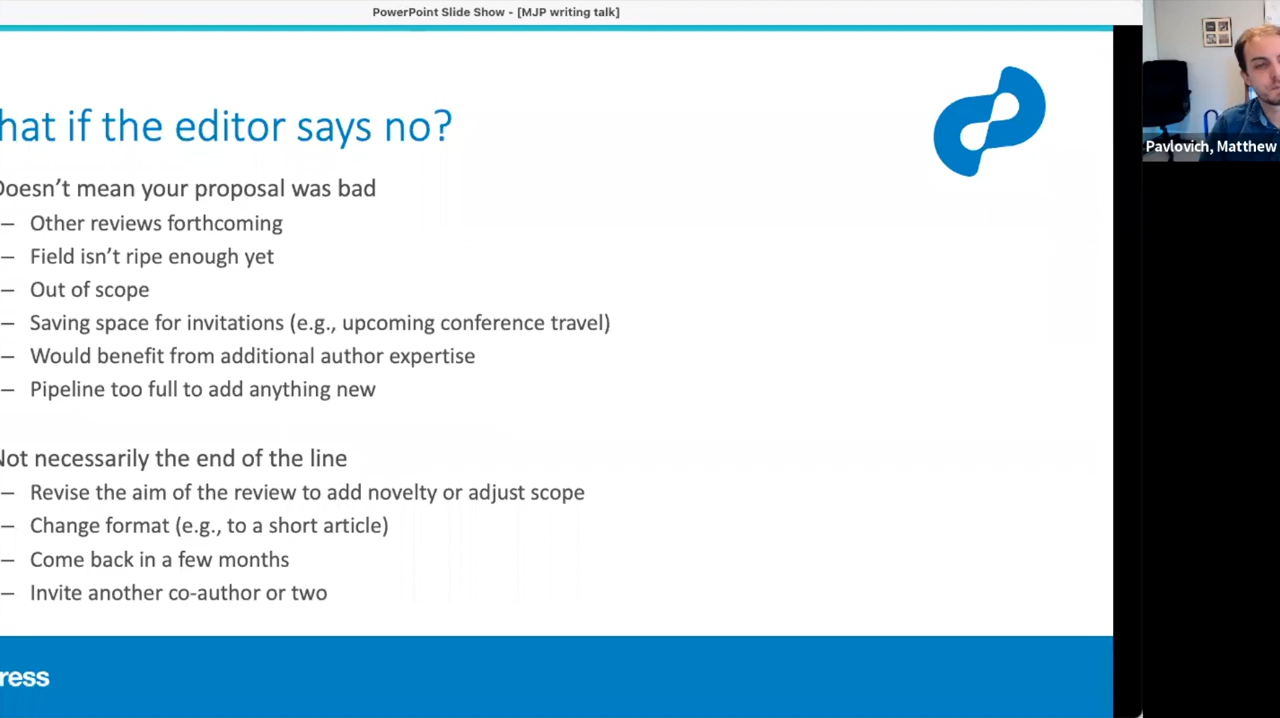 PowerPoint Slide Show - [MJP writing talk]
hat if the editor says no?
Doesn't mean your proposal was bad
– Other reviews forthcoming
– Field isn't ripe enough yet
– Out of scope
– Saving space for invitations (e.g., upcoming conference travel)
– Would benefit from additional author expertise
– Pipeline too full to add anything new
Not necessarily the end of the line
– Revise the aim of the review to add novelty or adjust scope
– Change format (e.g., to a short article)
– Come back in a few months
– Invite another co-author or two
ress
Pavlovich, Matthew